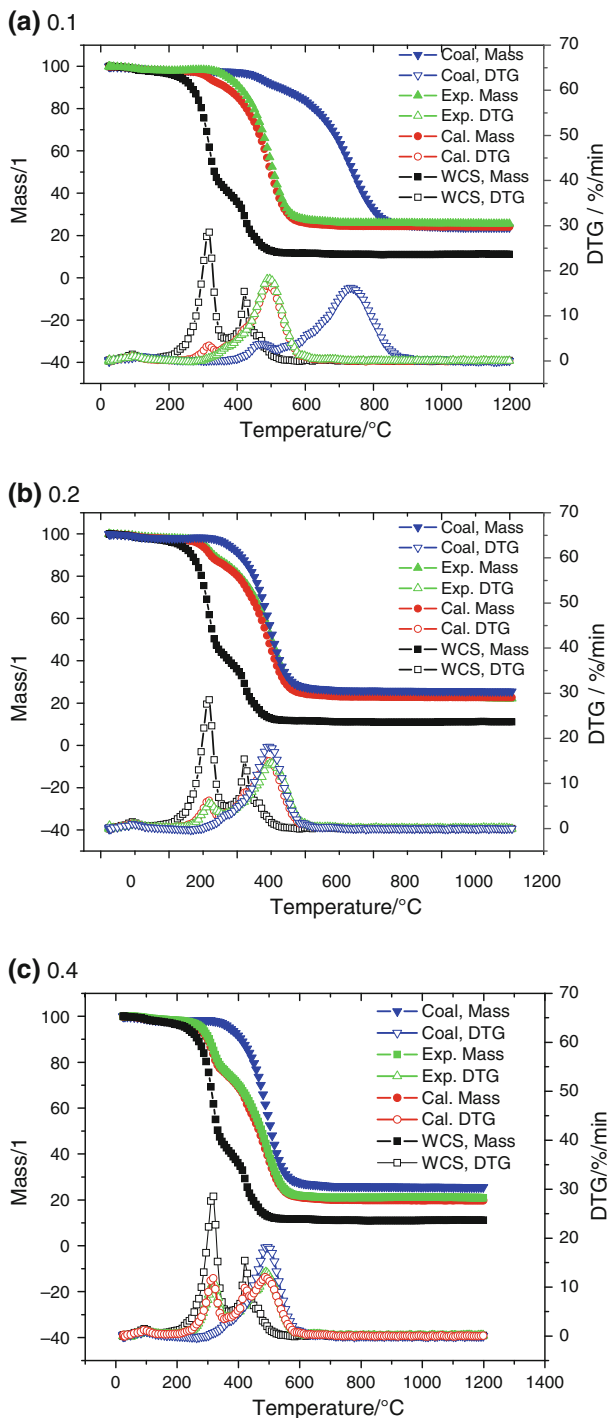 (a) 0.1
Mass/1
100
80
60
40
20
0
−20
−40
DTG / %/min
70
60
50
40
30
20
10
0
Coal, Mass
Coal, DTG
Exp. Mass
Exp. DTG
Cal. Mass
Cal. DTG
WCS, Mass
WCS, DTG
0 200 400 600 800 1000 1200
Temperature/°C
(b) 0.2
Mass/1
100
80
60
40
20
0
−20
−40
DTG / %/min
70
60
50
40
30
20
10
0
Coal, Mass
Coal, DTG
Exp. Mass
Exp. DTG
Cal. Mass
Cal. DTG
WCS, Mass
WCS, DTG
0 200 400 600 800 1000 1200
Temperature/°C
(c) 0.4
Mass/1
100
80
60
40
20
0
−20
−40
DTG/%/min
70
60
50
40
30
20
10
0
Coal, Mass
Coal, DTG
Exp. Mass
Exp. DTG
Cal. Mass
Cal. DTG
WCS, Mass
WCS, DTG
0 200 400 600 800 1000 1200 1400
Temperature/°C